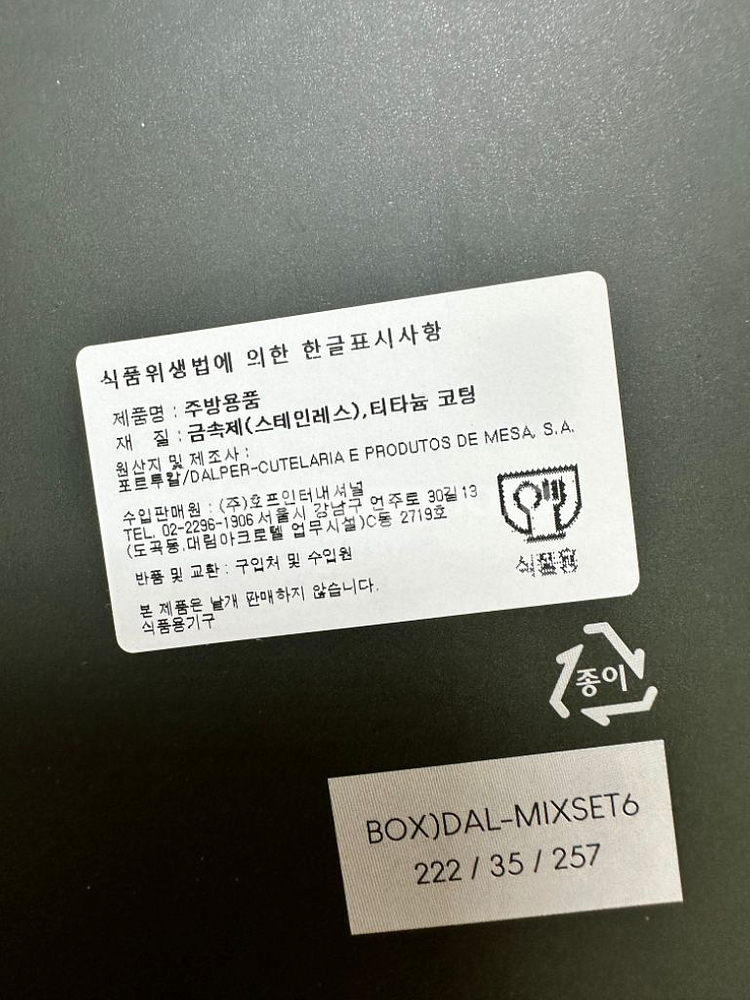 식품위생법에 의한 한글표시사항
제품명 : 주방용품
재 질 : 금속제(스테인레스),티타늄 코팅
원산지 및 제조사 :
포르투칼/DALPER-CUTELARIA E PRODUTOS DE MESA, S.A.
수입판매원 : (주)호프인터내셔널
TEL. 02-2296-1906 서울시 강남구 언주로 30길 13
(도곡동,대림아크로텔 업무시설)C동 2719호
반품 및 교환 : 구입처 및 수입원
본 제품은 낱개 판매하지 않습니다.
식품용기구
식품용
종이
BOX)DAL-MIXSET6
222 / 35 / 257